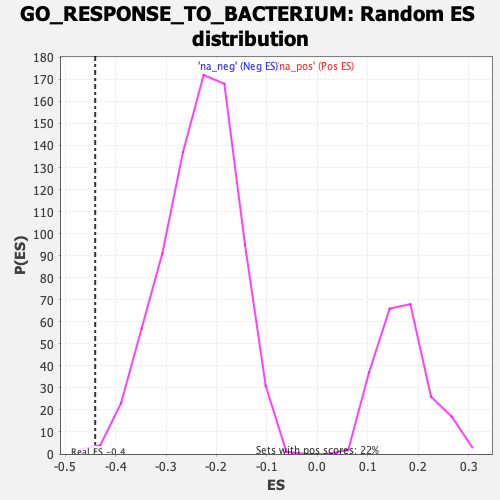 GO_RESPONSE_TO_BACTERIUM: Random ES
distribution
'na_neg' (Neg ES) 'na_pos' (Pos ES)
180
170
160
150
140
130
120
110
100
90
80
70
60
50
40
30
20
10
0
P(ES)
Real ES -0.4
Sets with pos scores: 22%
-0.5 -0.4 -0.3 -0.2 -0.1 0.0 0.1 0.2 0.3
ES